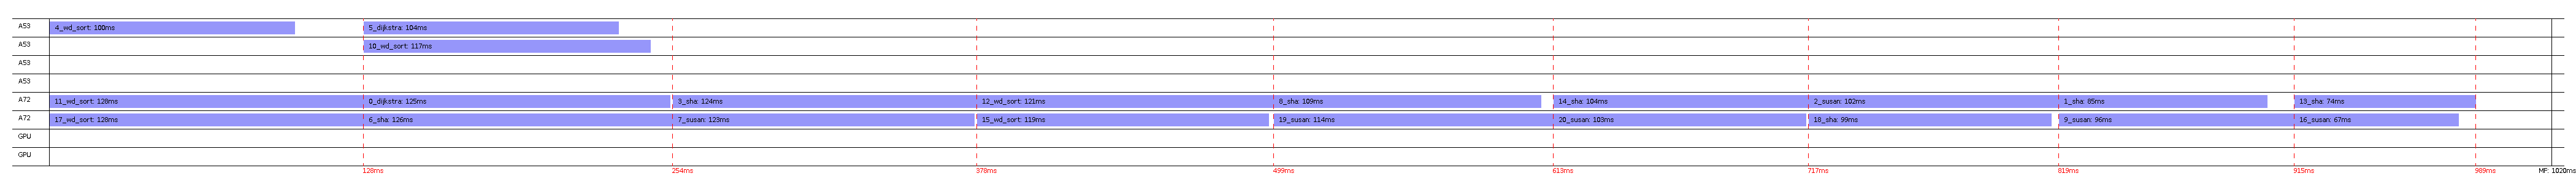 A53 4_wd_sort: 100ms 5_dijkstra: 104ms
A53 10_wd_sort: 117ms
A53
A53
A72 11_wd_sort: 128ms 0_dijkstra: 125ms 3_sha: 124ms 12_wd_sort: 121ms 8_sha: 109ms 14_sha: 104ms 2_susan: 102ms 1_sha: 85ms 13_sha: 74ms
A72 17_wd_sort: 128ms 6_sha: 126ms 7_susan: 123ms 15_wd_sort: 119ms 19_susan: 114ms 20_susan: 103ms 18_sha: 99ms 9_susan: 96ms 16_susan: 67ms
GPU
GPU
128ms 254ms 378ms 499ms 613ms 717ms 819ms 915ms 989ms MF: 1020ms